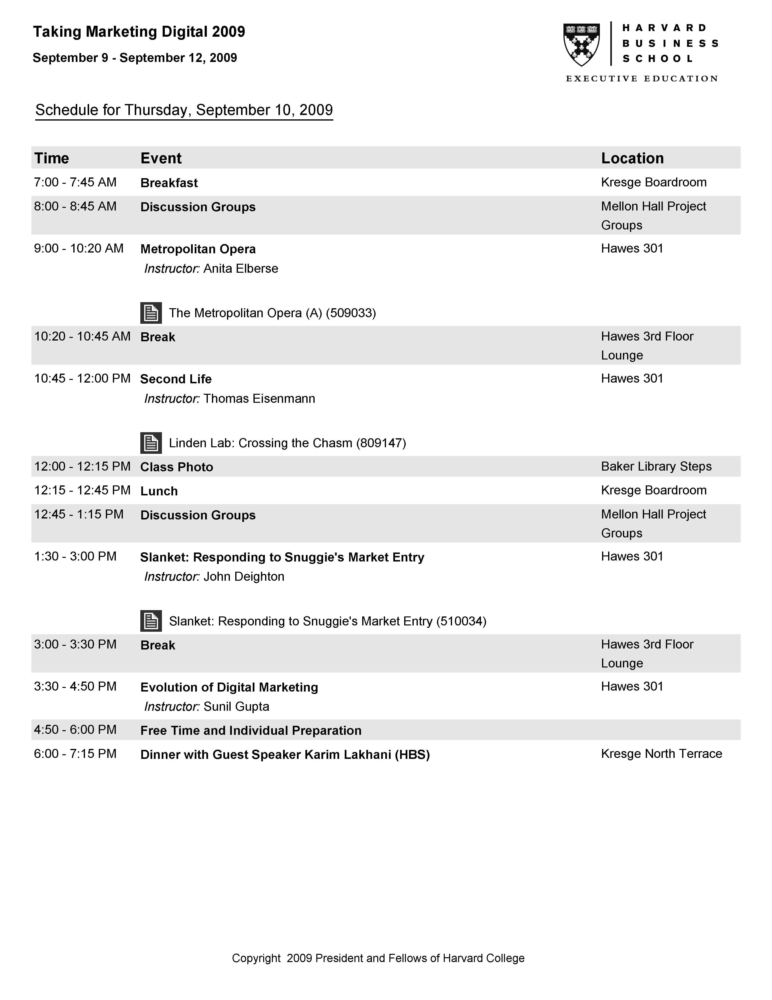 Taking Marketing Digital 2009
September 9 - September 12, 2009
VE RI TAS
HARVARD
BUSINESS
SCHOOL
EXECUTIVE EDUCATION
Schedule for Thursday, September 10, 2009
Time Event Location
7:00 - 7:45 AM Breakfast Kresge Boardroom
8:00 - 8:45 AM Discussion Groups Mellon Hall Project
Groups
9:00 - 10:20 AM Metropolitan Opera Hawes 301
Instructor: Anita Elberse
The Metropolitan Opera (A) (509033)
10:20 - 10:45 AM Break Hawes 3rd Floor
Lounge
10:45 - 12:00 PM Second Life Hawes 301
Instructor: Thomas Eisenmann
Linden Lab: Crossing the Chasm (809147)
12:00 - 12:15 PM Class Photo Baker Library Steps
12:15 - 12:45 PM Lunch Kresge Boardroom
12:45 - 1:15 PM Discussion Groups Mellon Hall Project
Groups
1:30 - 3:00 PM Slanket: Responding to Snuggie's Market Entry Hawes 301
Instructor: John Deighton
Slanket: Responding to Snuggie's Market Entry (510034)
3:00 - 3:30 PM Break Hawes 3rd Floor
Lounge
3:30 - 4:50 PM Evolution of Digital Marketing Hawes 301
Instructor: Sunil Gupta
4:50 - 6:00 PM Free Time and Individual Preparation
6:00 - 7:15 PM Dinner with Guest Speaker Karim Lakhani (HBS) Kresge North Terrace
Copyright  2009 President and Fellows of Harvard College